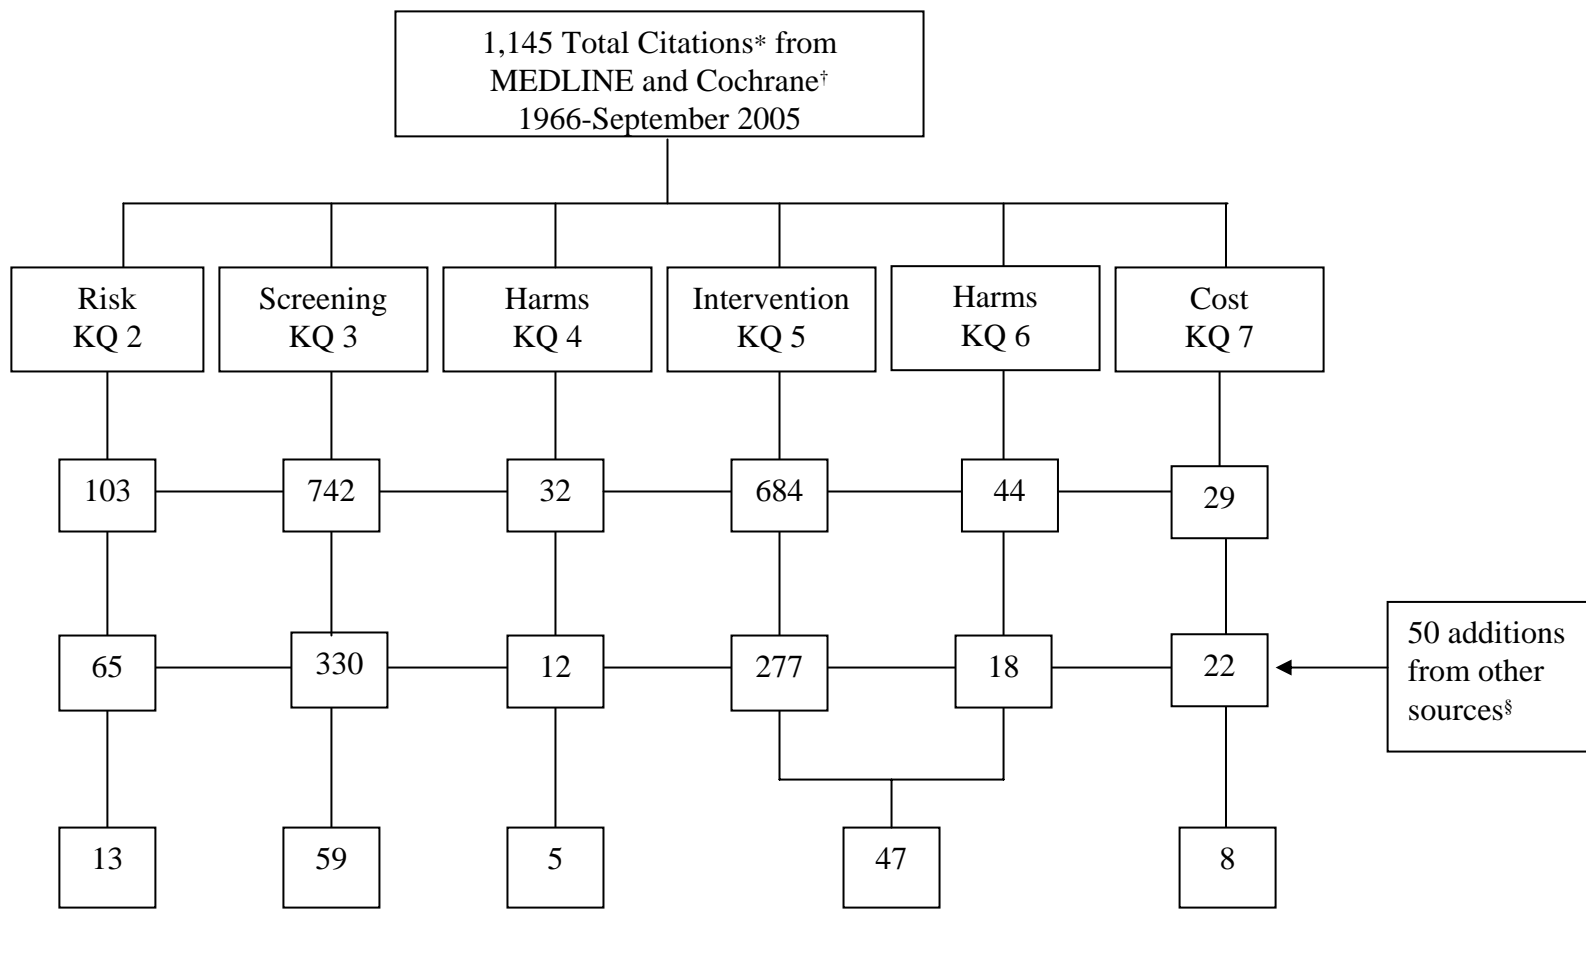 1,145 Total Citations* from
MEDLINE and Cochrane†
1966-September 2005
Risk
KQ 2
Screening
KQ 3
Harms
KQ 4
Intervention
KQ 5
Harms
KQ 6
Cost
KQ 7
103
742
32
684
44
29
65
330
12
277
18
22
50 additions
from other
sources§
13
59
5
47
8